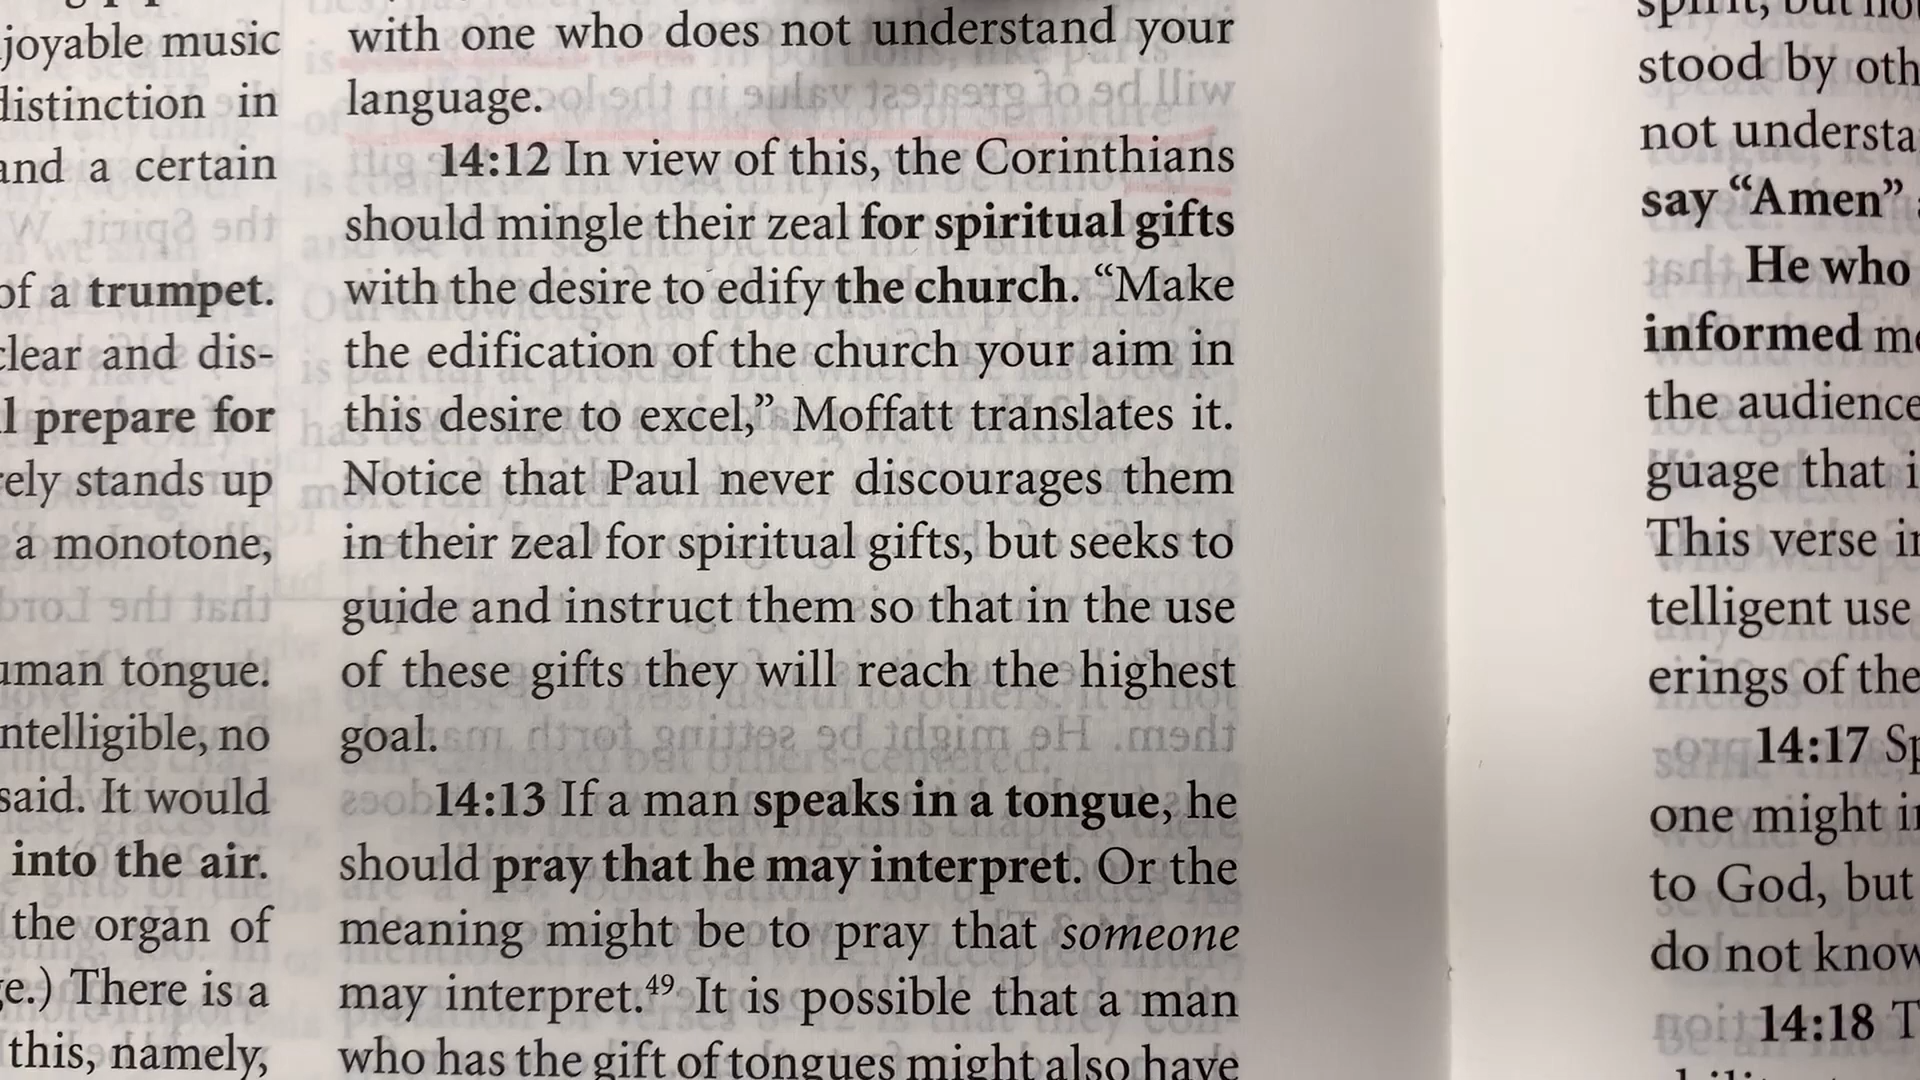 joyable music
distinction in
and a certain
of a trumpet.
clear and dis-
prepare for
stands up
a monotone,
tongue.
no
said. It would
into the air.
the organ of
There is a
this, namely,
with one who does not understand your
language.
14:12 In view of this, the Corinthians
should mingle their zeal for spiritual gifts
with the desire to edify the church. “Make
the edification of the church your aim in
this desire to excel,” Moffatt translates it.
Notice that Paul never discourages them
in their zeal for spiritual gifts, but seeks to
guide and instruct them so that in the use
of these gifts they will reach the highest
goal.
14:13 If a man speaks in a tongue, he
should pray that he may interpret. Or the
meaning might be to pray that someone
may interpret.49 It is possible that a man
who has the gift of tongues might also have
stood by oth
not understa
say “Amen”
He who
informed
the audience
guage that
This verse
telligent use
erings of the
14:17
one might
to God, but
do not know
14:18